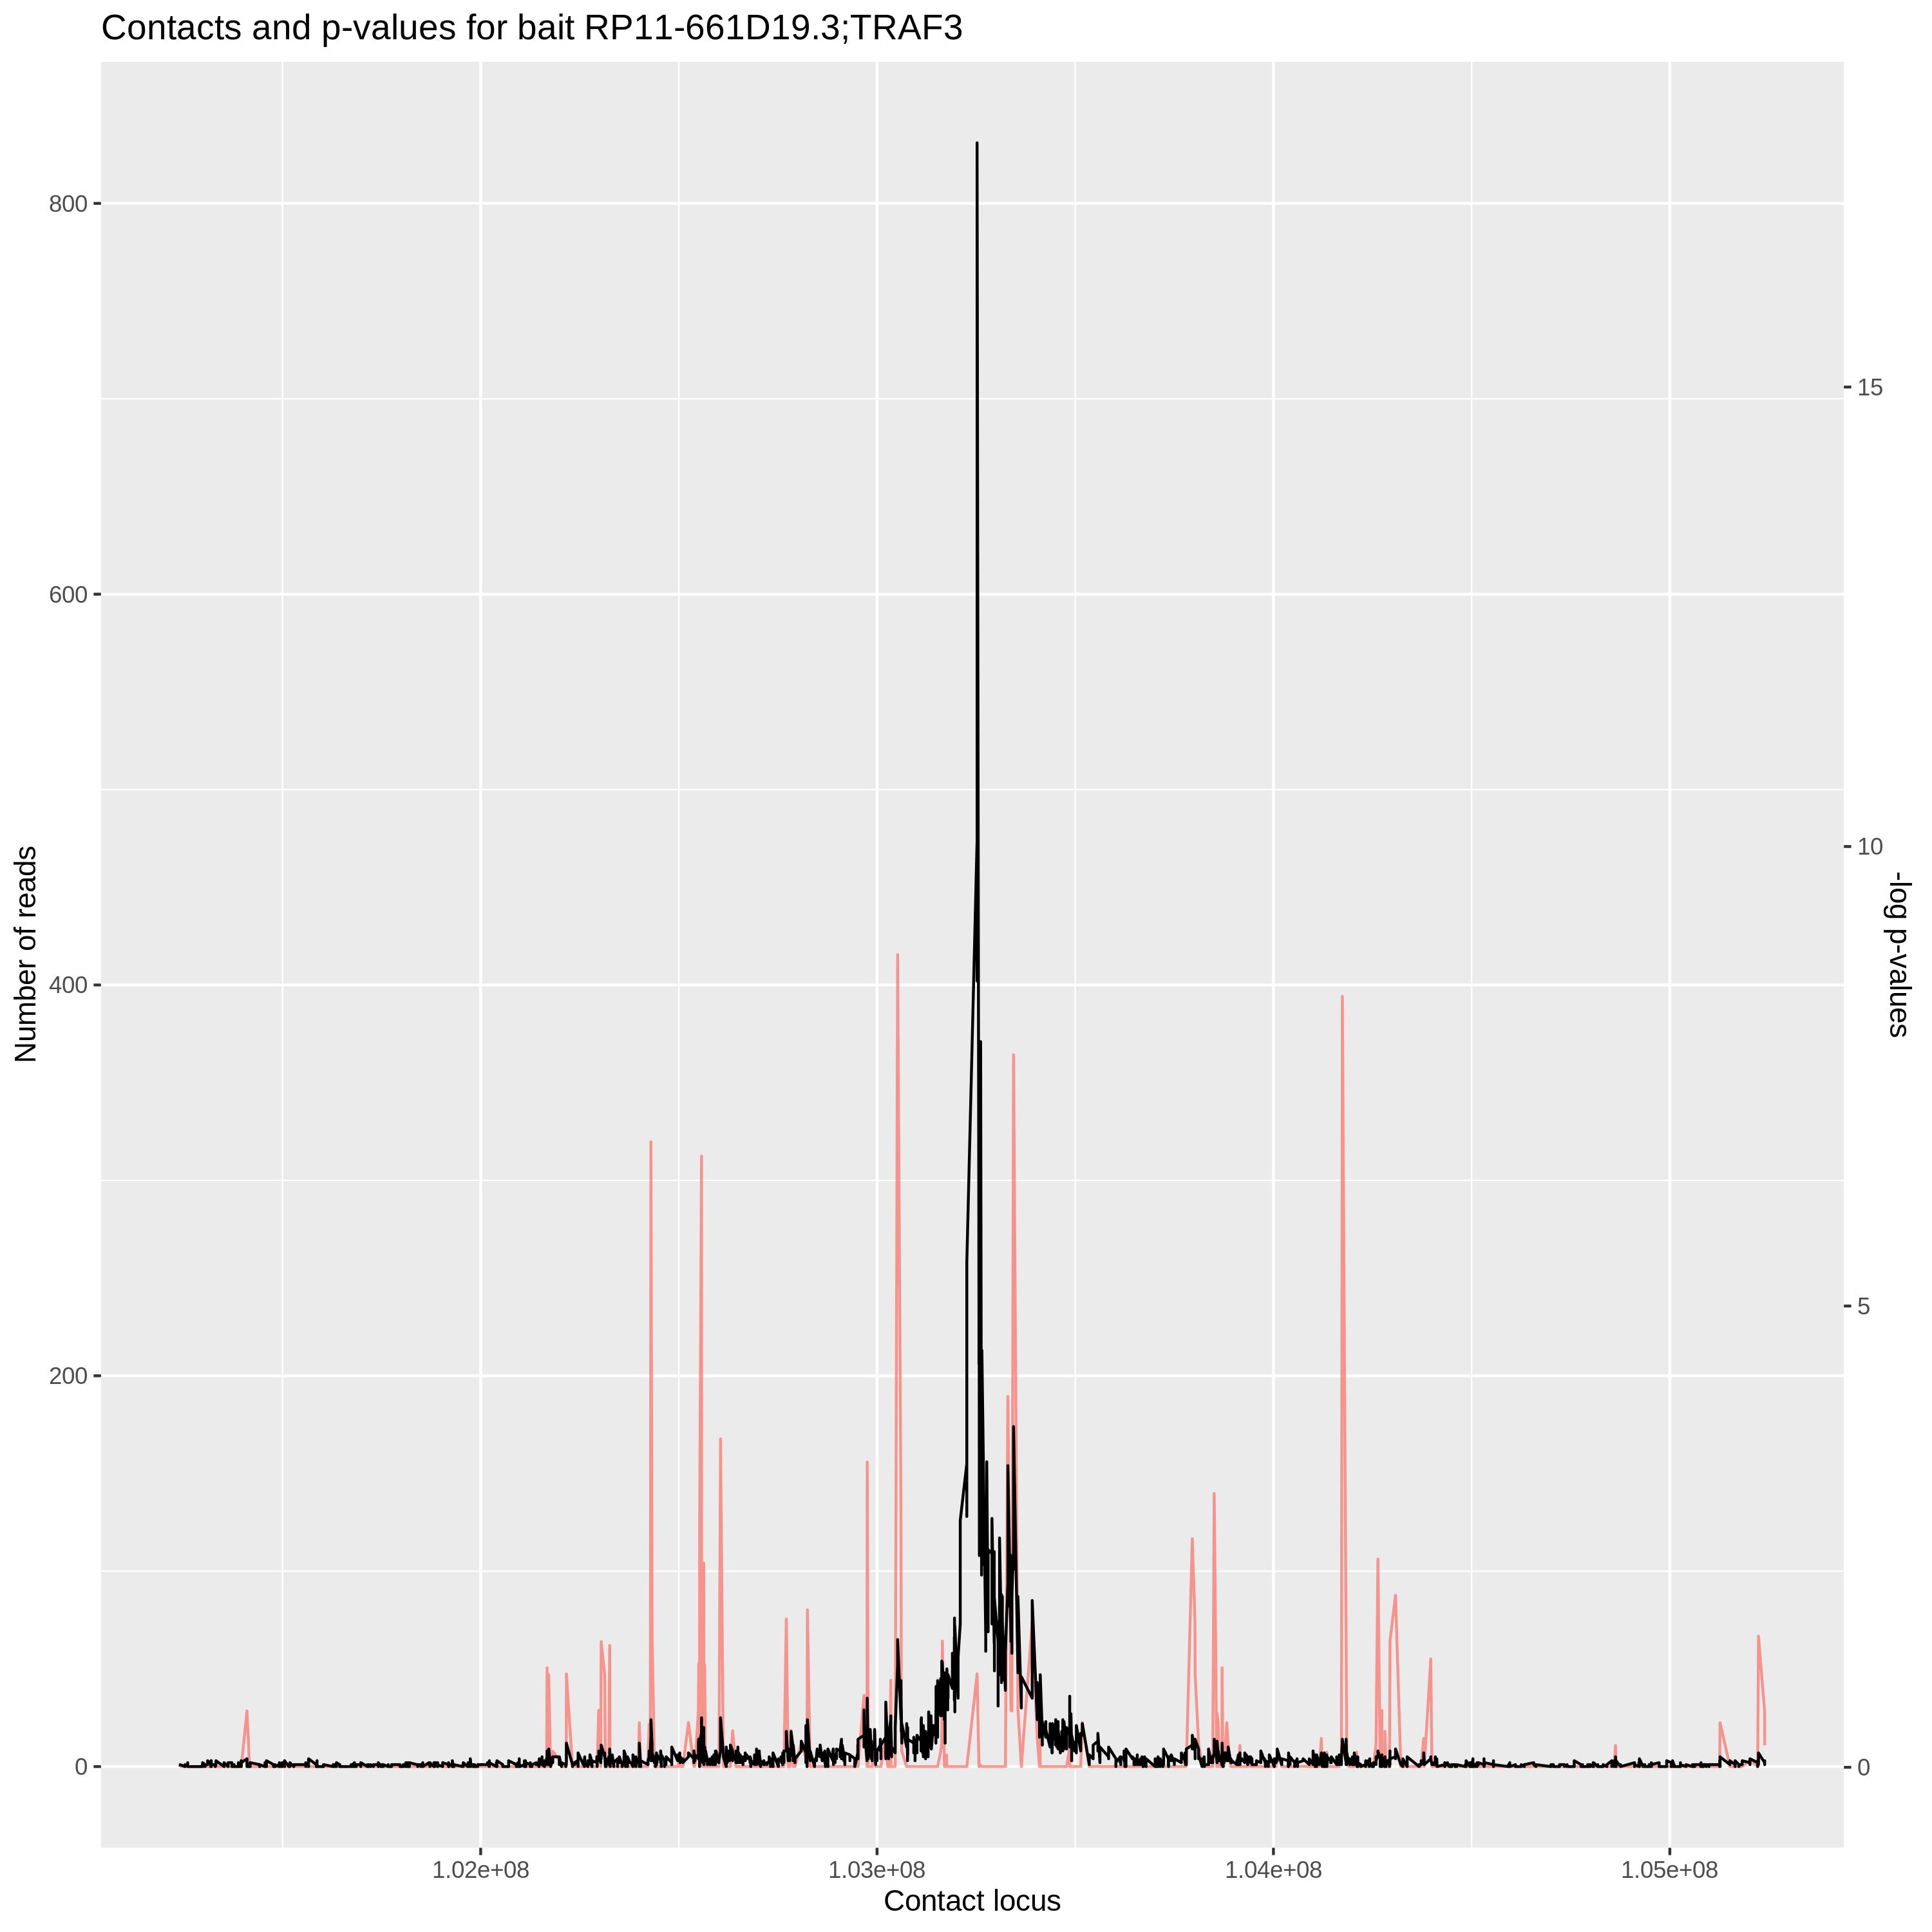 Contacts and p-values for bait RP11-661D19.3;TRAF3
Number of reads
800
600
400
200
0
15
10
5
0
-log p-values
1.02e+08 1.03e+08 1.04e+08 1.05e+08
Contact locus